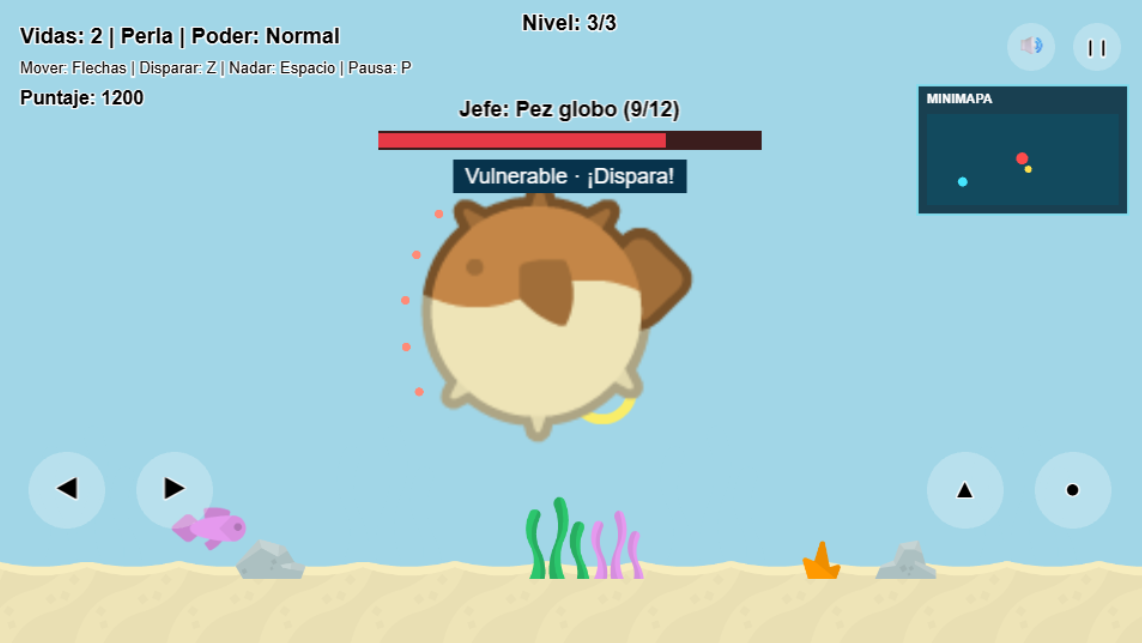 Vidas: 2 | Perla | Poder: Normal
Nivel: 3/3
Mover: Flechas | Disparar: Z | Nadar: Espacio | Pausa: P
Puntaje: 1200
MINIMAPA
Jefe: Pez globo (9/12)
Vulnerable · ¡Dispara!